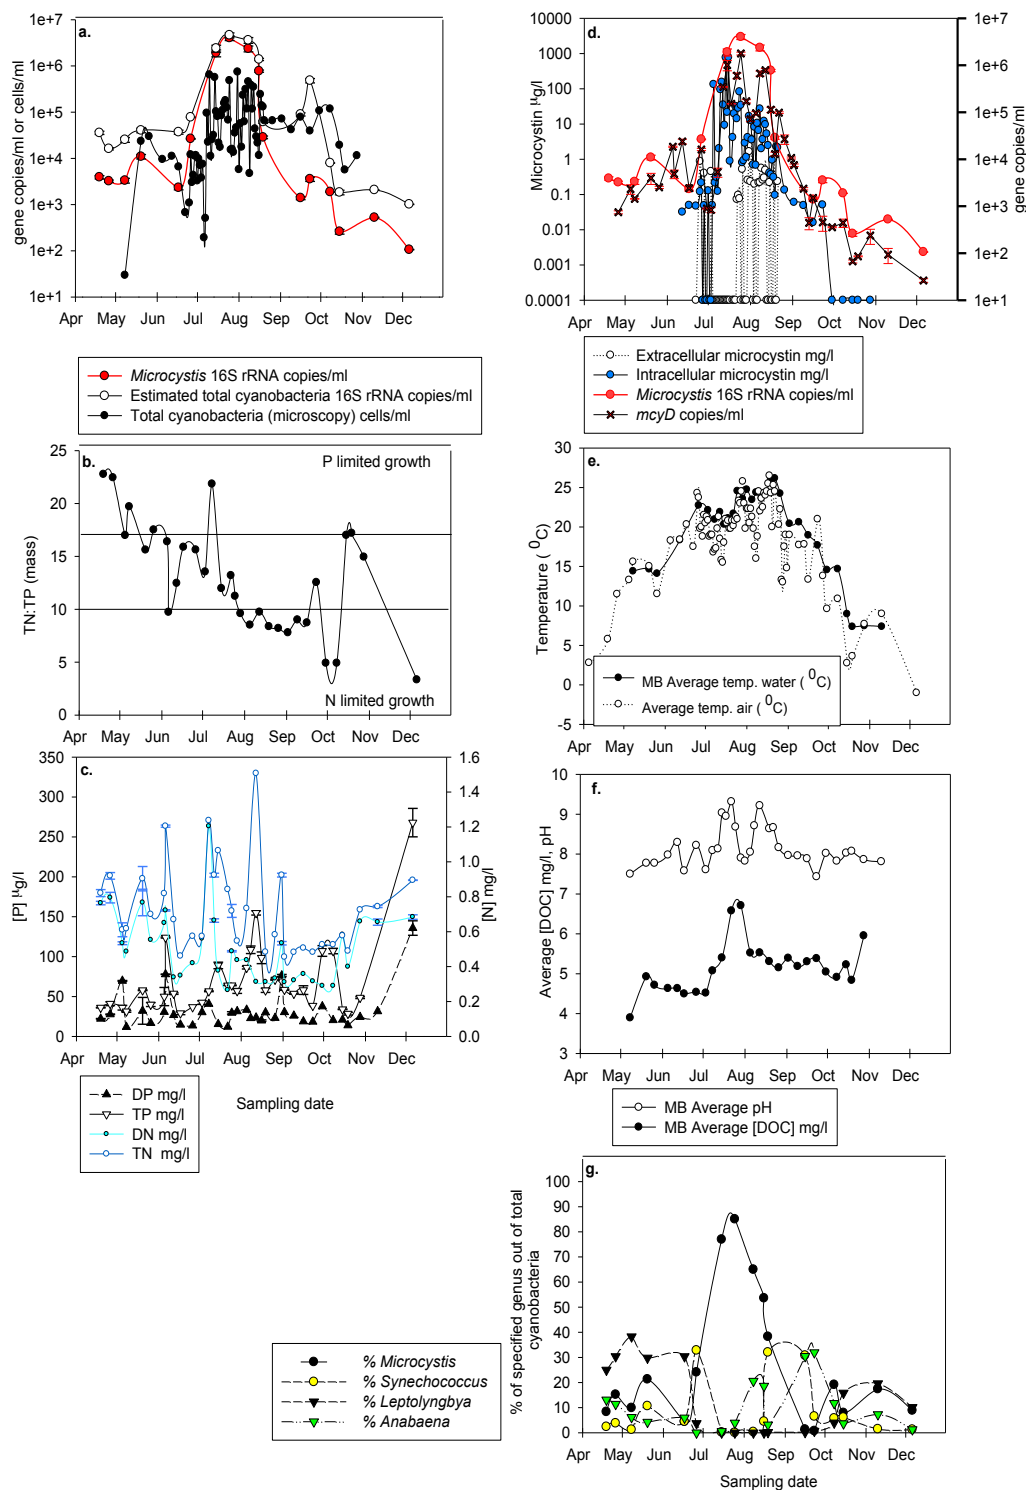 a.
gene copies/ml or cells/ml
1e+7
1e+6
1e+5
1e+4
1e+3
1e+2
1e+1
Apr May Jun Jul Aug Sep Oct Nov Dec
Microcystis 16S rRNA copies/ml
Estimated total cyanobacteria 16S rRNA copies/ml
Total cyanobacteria (microscopy) cells/ml
d.
Microcystin µg/l
10000
1000
100
10
1
0.1
0.01
0.001
0.0001
gene copies/ml
1e+7
1e+6
1e+5
1e+4
1e+3
1e+2
1e+1
Apr May Jun Jul Aug Sep Oct Nov Dec
Extracellular microcystin mg/l
Intracellular microcystin mg/l
Microcystis 16S rRNA copies/ml
mcyD copies/ml
b.
P limited growth
N limited growth
TN:TP (mass)
25
20
15
10
5
0
Apr May Jun Jul Aug Sep Oct Nov Dec
e.
Temperature ( 0C)
30
25
20
15
10
5
0
-5
MB Average temp. water ( 0C)
Average temp. air ( 0C)
Apr May Jun Jul Aug Sep Oct Nov Dec
c.
[P] µg/l
350
300
250
200
150
100
50
0
[N] mg/l
1.6
1.4
1.2
1.0
0.8
0.6
0.4
0.2
0.0
Apr May Jun Jul Aug Sep Oct Nov Dec
Sampling date
DP mg/l
TP mg/l
DN mg/l
TN mg/l
f.
Average [DOC] mg/l, pH
10
9
8
7
6
5
4
3
Apr May Jun Jul Aug Sep Oct Nov Dec
MB Average pH
MB Average [DOC] mg/l
g.
% of specified genus out of total
cyanobacteria
100
90
80
70
60
50
40
30
20
10
0
Apr May Jun Jul Aug Sep Oct Nov Dec
Sampling date
% Microcystis
% Synechococcus
% Leptolyngbya
% Anabaena